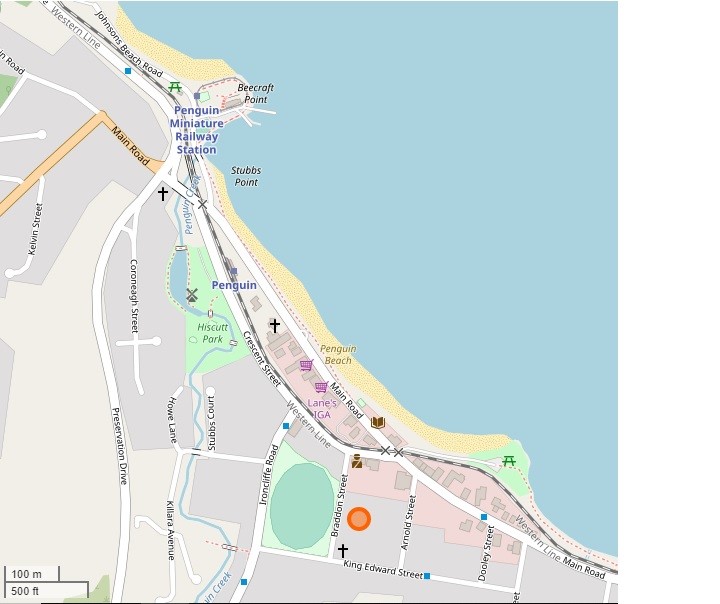 Johnsons Beach Road
Western Line
in Road
Beecraft
Point
Penguin
Miniature
Railway
Station
Main Road
Stubbs
Point
Penguin Creek
Kelvin Street
Coroneagh Street
Penguin
Hiscutt
Park
Crescent Street
Penguin
Beach
Lane's
IGA
Main Road
Western Line
Howe Lane
Stubbs Court
Preservation Drive
Ironcliffe Road
Killara Avenue
Braddon Street
Arnold Street
Dooley Street
Western Line
Main Road
King Edward Street
in Creek
eet
100 m
500 ft